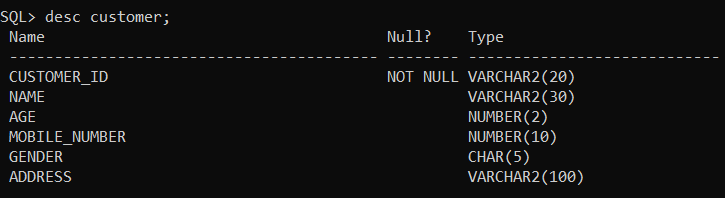 SQL> desc customer;
Name Null? Type
----------------------------------------- -------- ----------------------------
CUSTOMER_ID NOT NULL VARCHAR2(20)
NAME VARCHAR2(30)
AGE NUMBER(2)
MOBILE_NUMBER NUMBER(10)
GENDER CHAR(5)
ADDRESS VARCHAR2(100)